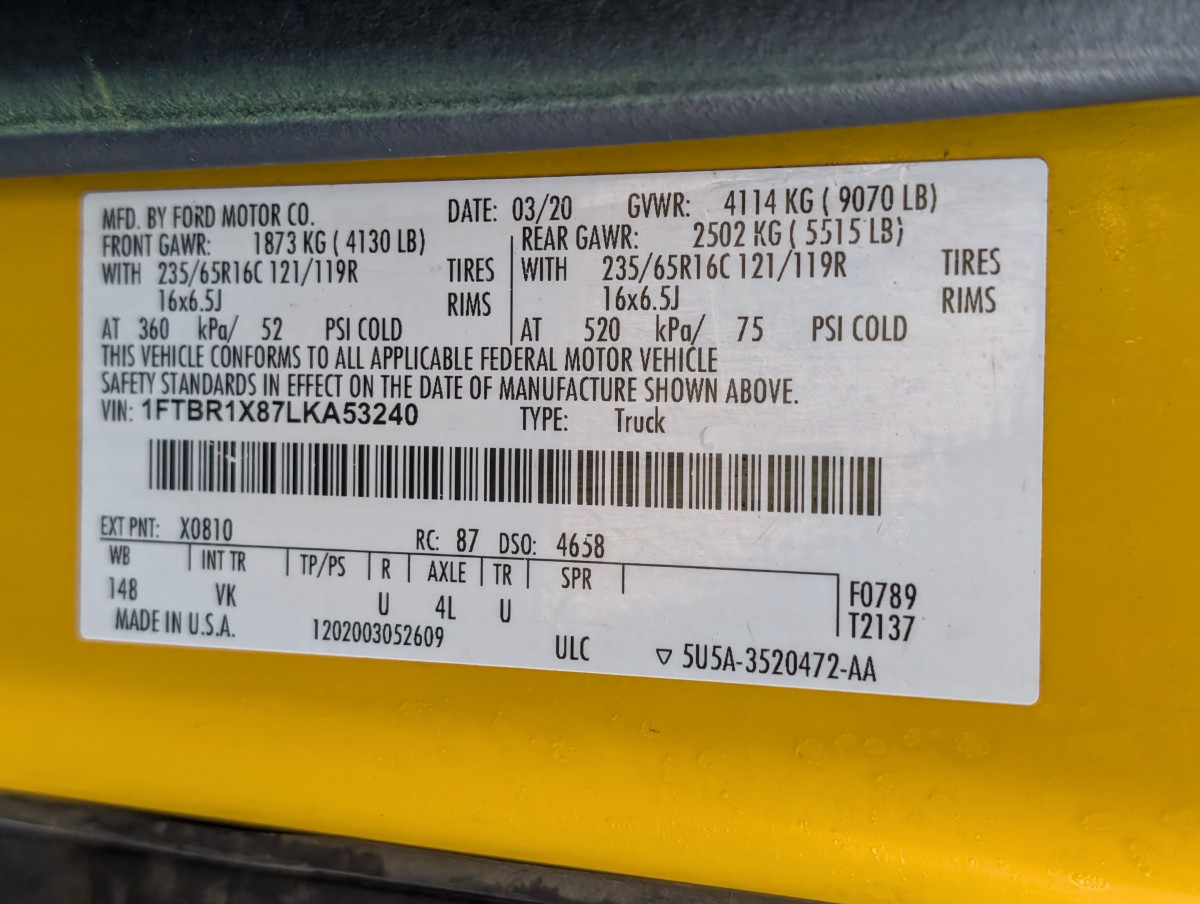 MFD. BY FORD MOTOR CO. DATE: 03/20 GVWR: 4114 KG ( 9070 LB)
FRONT GAWR: 1873 KG ( 4130 LB) REAR GAWR: 2502 KG ( 5515 LB)
WITH 235/65R16C 121/119R TIRES WITH 235/65R16C 121/119R TIRES
16x6.5J RIMS 16x6.5J RIMS
AT 360 kPa/ 52 PSI COLD AT 520 kPa/ 75 PSI COLD
THIS VEHICLE CONFORMS TO ALL APPLICABLE FEDERAL MOTOR VEHICLE
SAFETY STANDARDS IN EFFECT ON THE DATE OF MANUFACTURE SHOWN ABOVE.
VIN: 1FTBR1X87LKA53240 TYPE: Truck
EXT PNT: X0810 RC: 87 DSO: 4658
WB INT TR TP/PS R AXLE TR SPR
148 VK U 4L U F0789
T2137
MADE IN U.S.A. 1202003052609 ULC ▽ 5U5A-3520472-AA